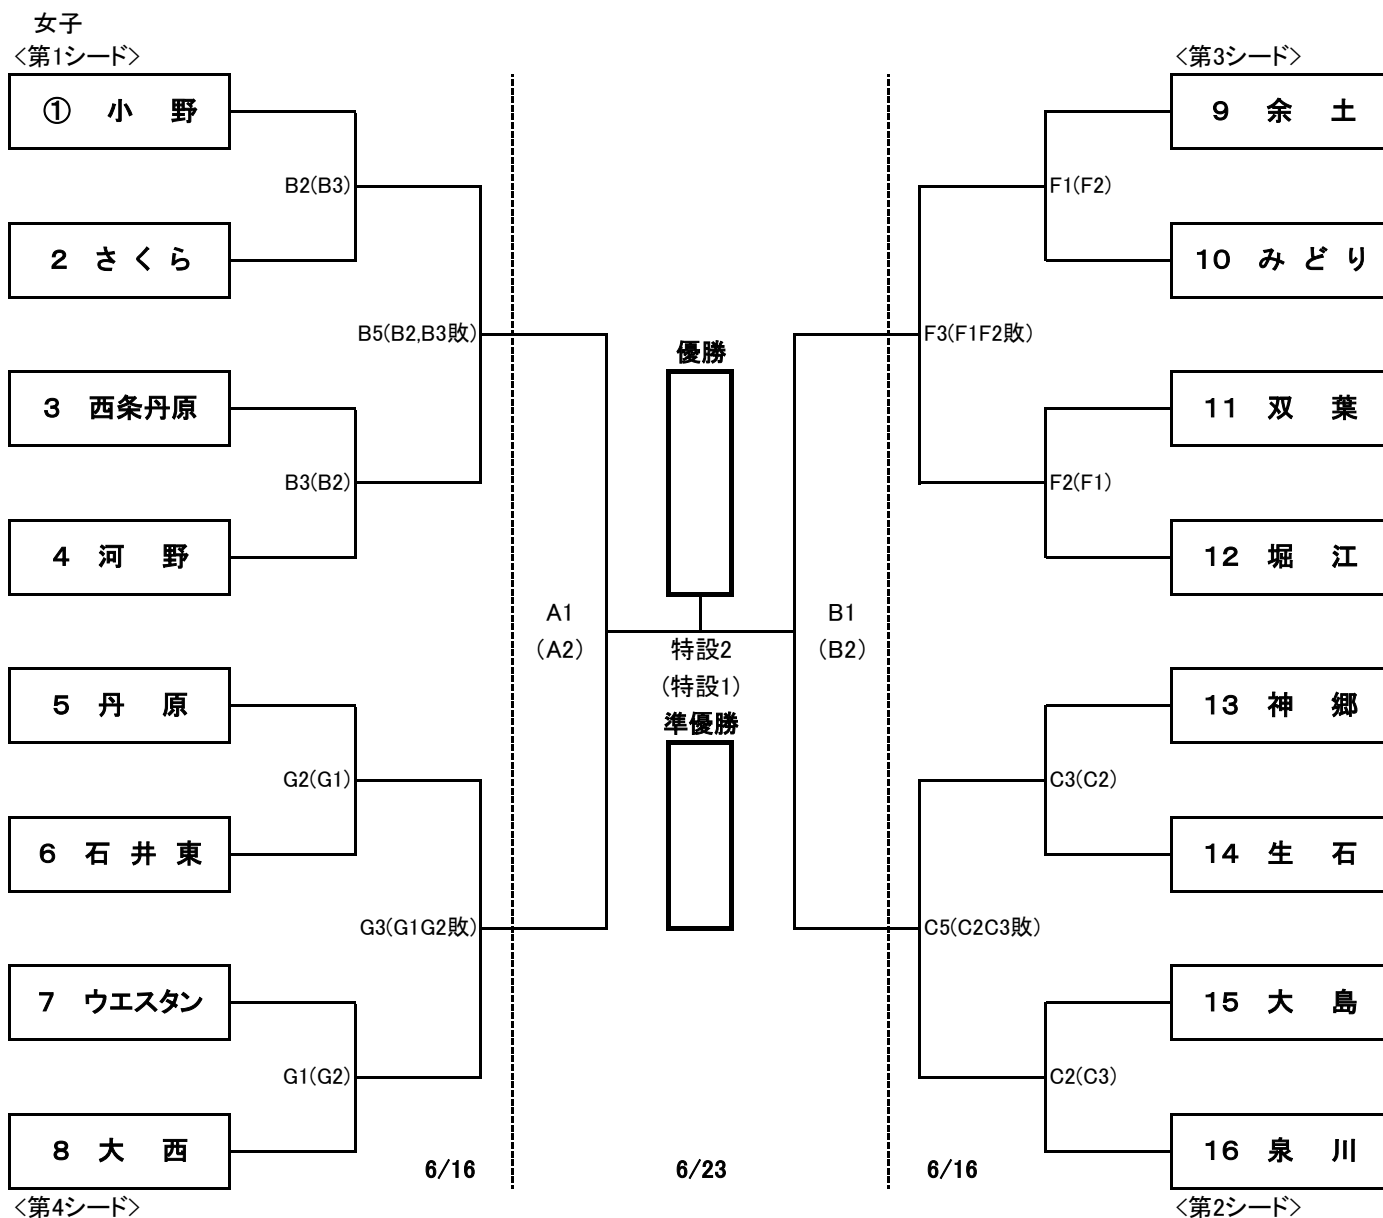 女子
<第1シード>
① 小 野
B2(B3)
2 さ く ら
B5(B2,B3敗)
3 西条丹原
B3(B2)
4 河 野
5 丹 原
G2(G1)
6 石 井 東
G3(G1G2敗)
7 ウエスタン
G1(G2)
8 大 西
<第4シード>
6/16
A1
(A2)
優勝
特設2
(特設1)
準優勝
6/23
B1
(B2)
<第3シード>
9 余 土
F1(F2)
10 み ど り
F3(F1F2敗)
11 双 葉
F2(F1)
12 堀 江
13 神 郷
C3(C2)
14 生 石
C5(C2C3敗)
15 大 島
C2(C3)
16 泉 川
6/16
<第2シード>